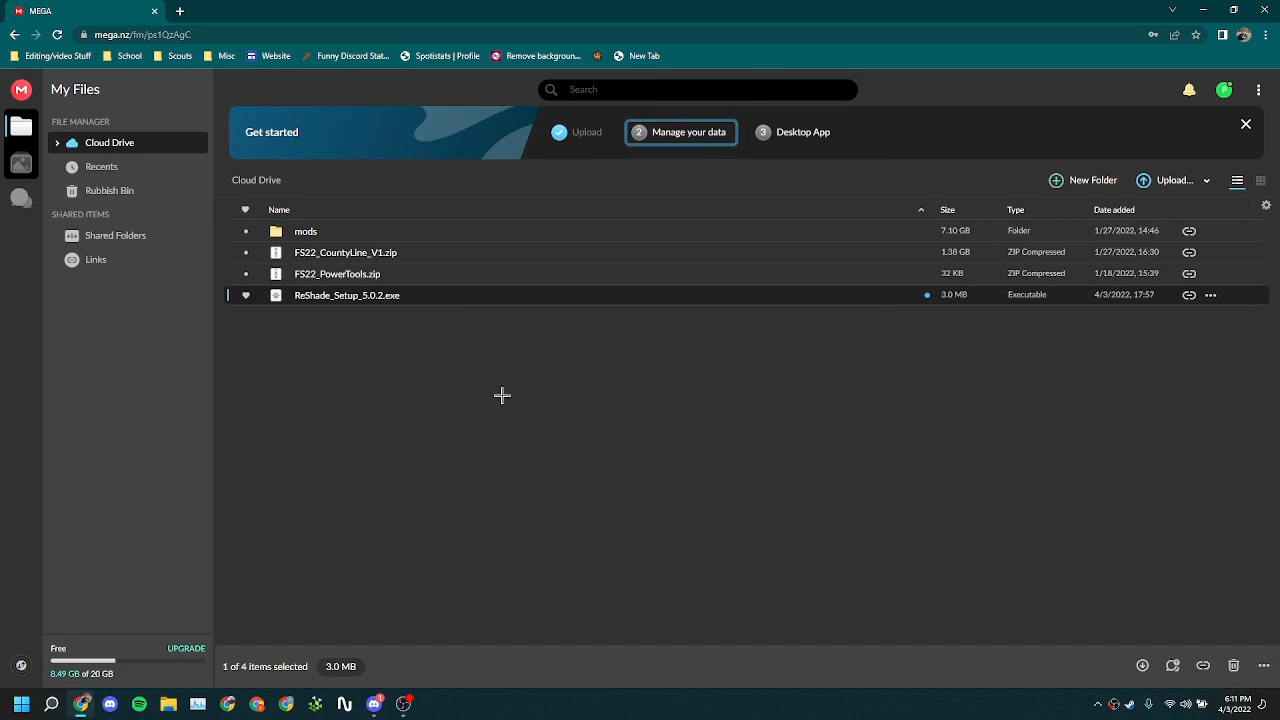 MEGA
mega.nz/fm/ps1QzAgC
Editing/video Stuff School Scouts Misc Website Funny Discord Stat... Spotistats | Profile Remove backgroun... New Tab
My Files
Search
FILE MANAGER
Cloud Drive
Recents
Rubbish Bin
SHARED ITEMS
Shared Folders
Links
Get started Upload 2 Manage your data 3 Desktop App
Cloud Drive New Folder Upload...
Name Size Type Date added
mods 7.10 GB Folder 1/27/2022, 14:46
FS22_CountyLine_V1.zip 1.38 GB ZIP Compressed 1/27/2022, 16:30
FS22_PowerTools.zip 32 KB ZIP Compressed 1/18/2022, 15:39
ReShade_Setup_5.0.2.exe 3.0 MB Executable 4/3/2022, 17:57
Free UPGRADE
8.49 GB of 20 GB
1 of 4 items selected 3.0 MB
6:11 PM
4/3/2022